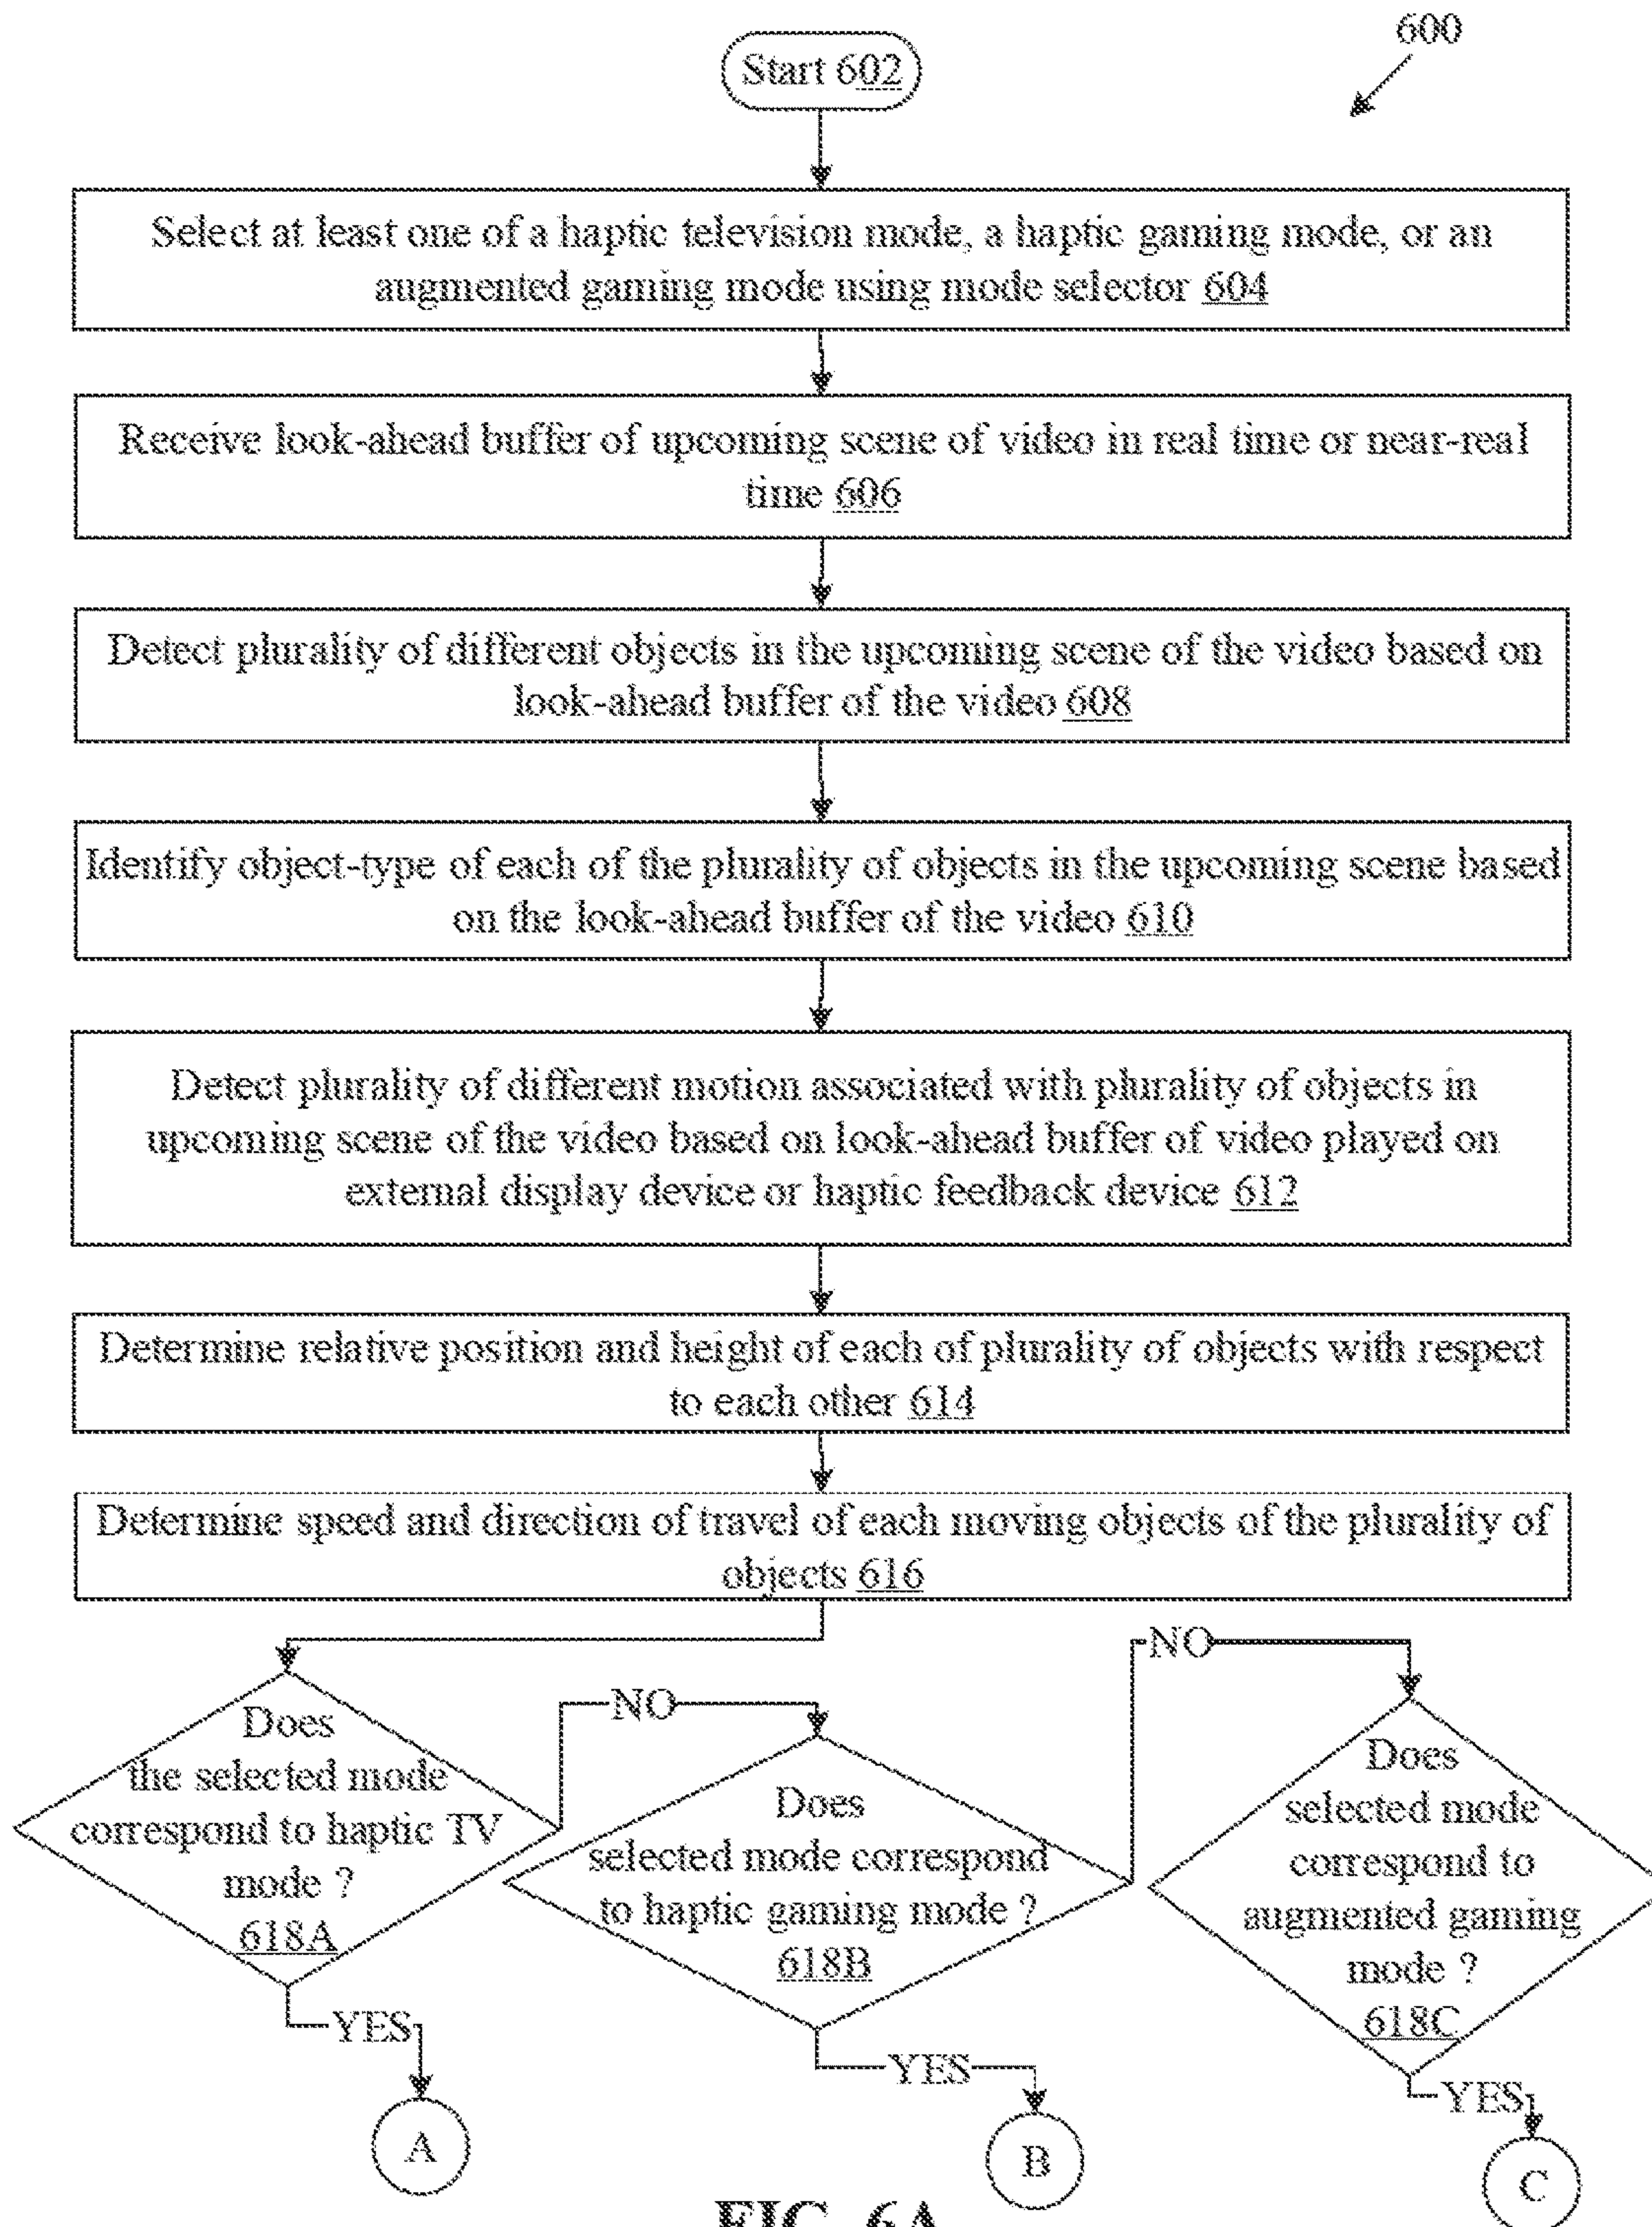 600
Start 602
Select at least one of a haptic television mode, a haptic gaming mode, or an
augmented gaming mode using mode selector 604
Receive look-ahead buffer of upcoming scene of video in real time or near-real
time 606
Detect plurality of different objects in the upcoming scene of the video based on
look-ahead buffer of the video 608
Identify object-type of each of the plurality of objects in the upcoming scene based
on the look-ahead buffer of the video 610
Detect plurality of different motion associated with plurality of objects in
upcoming scene of the video based on look-ahead buffer of video played on
external display device or haptic feedback device 612
Determine relative position and height of each of plurality of objects with respect
to each other 614
Determine speed and direction of travel of each moving objects of the plurality of
objects 616
Does
the selected mode
correspond to haptic TV
mode ?
618A
NO
Does
selected mode correspond
to haptic gaming mode ?
618B
NO
Does
selected mode
correspond to
augmented gaming
mode ?
618C
YES
YES
YES
A
B
C
FIG. 6A